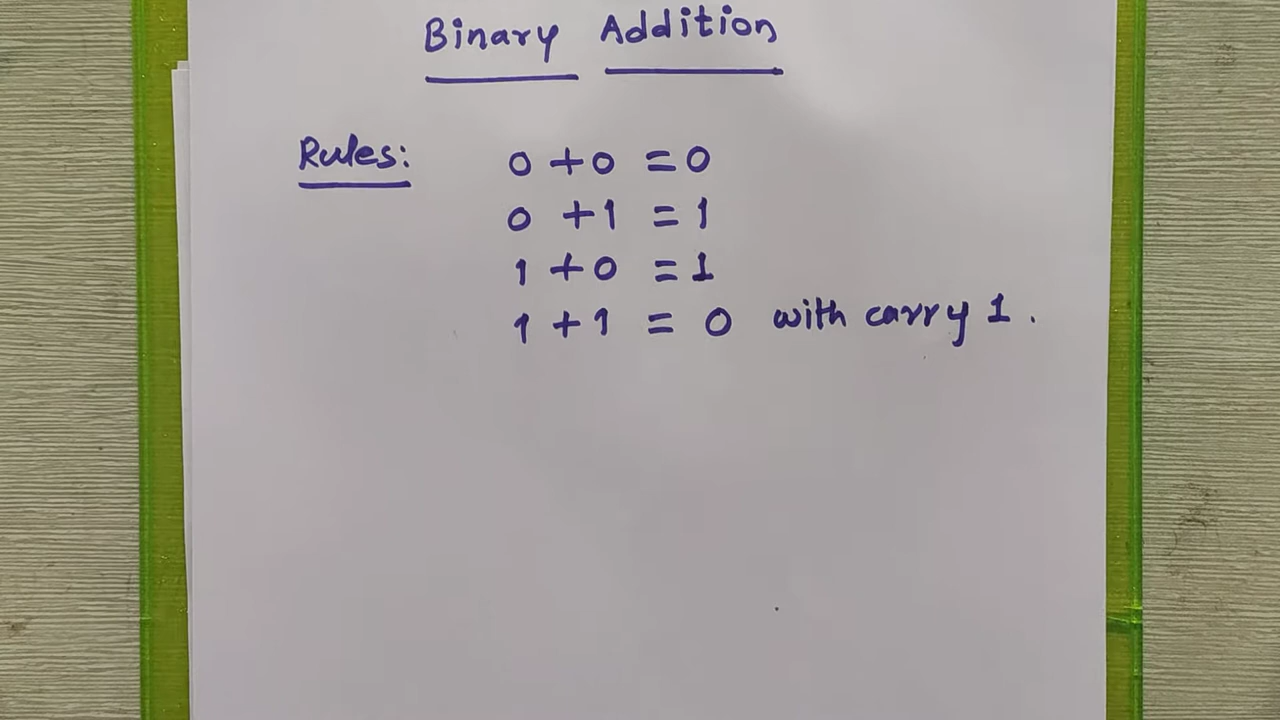 Binary Addition
Rules: 0 + 0 = 0
0 + 1 = 1
1 + 0 = 1
1 + 1 = 0 with carry 1.